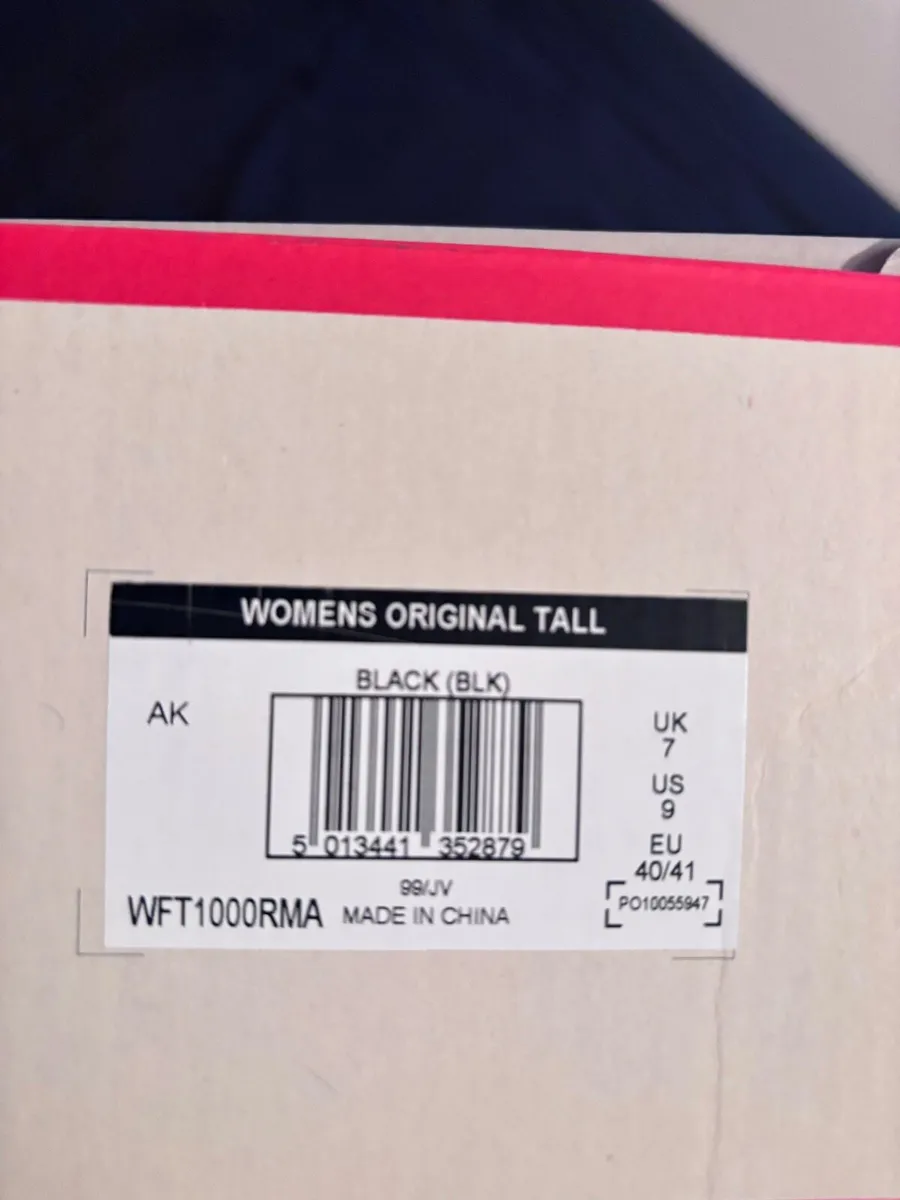 WOMENS ORIGINAL TALL
BLACK (BLK)
AK
UK
7
US
9
EU
40/41
5 013441 352879
99/JV
WFT1000RMA
MADE IN CHINA
PO10055947